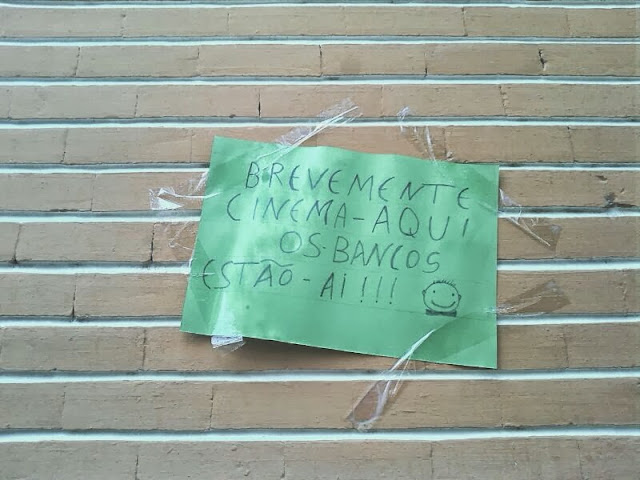 BREVEMENTE
CINEMA-AQUI
OS-BANCOS
ESTÃO-AI!!!